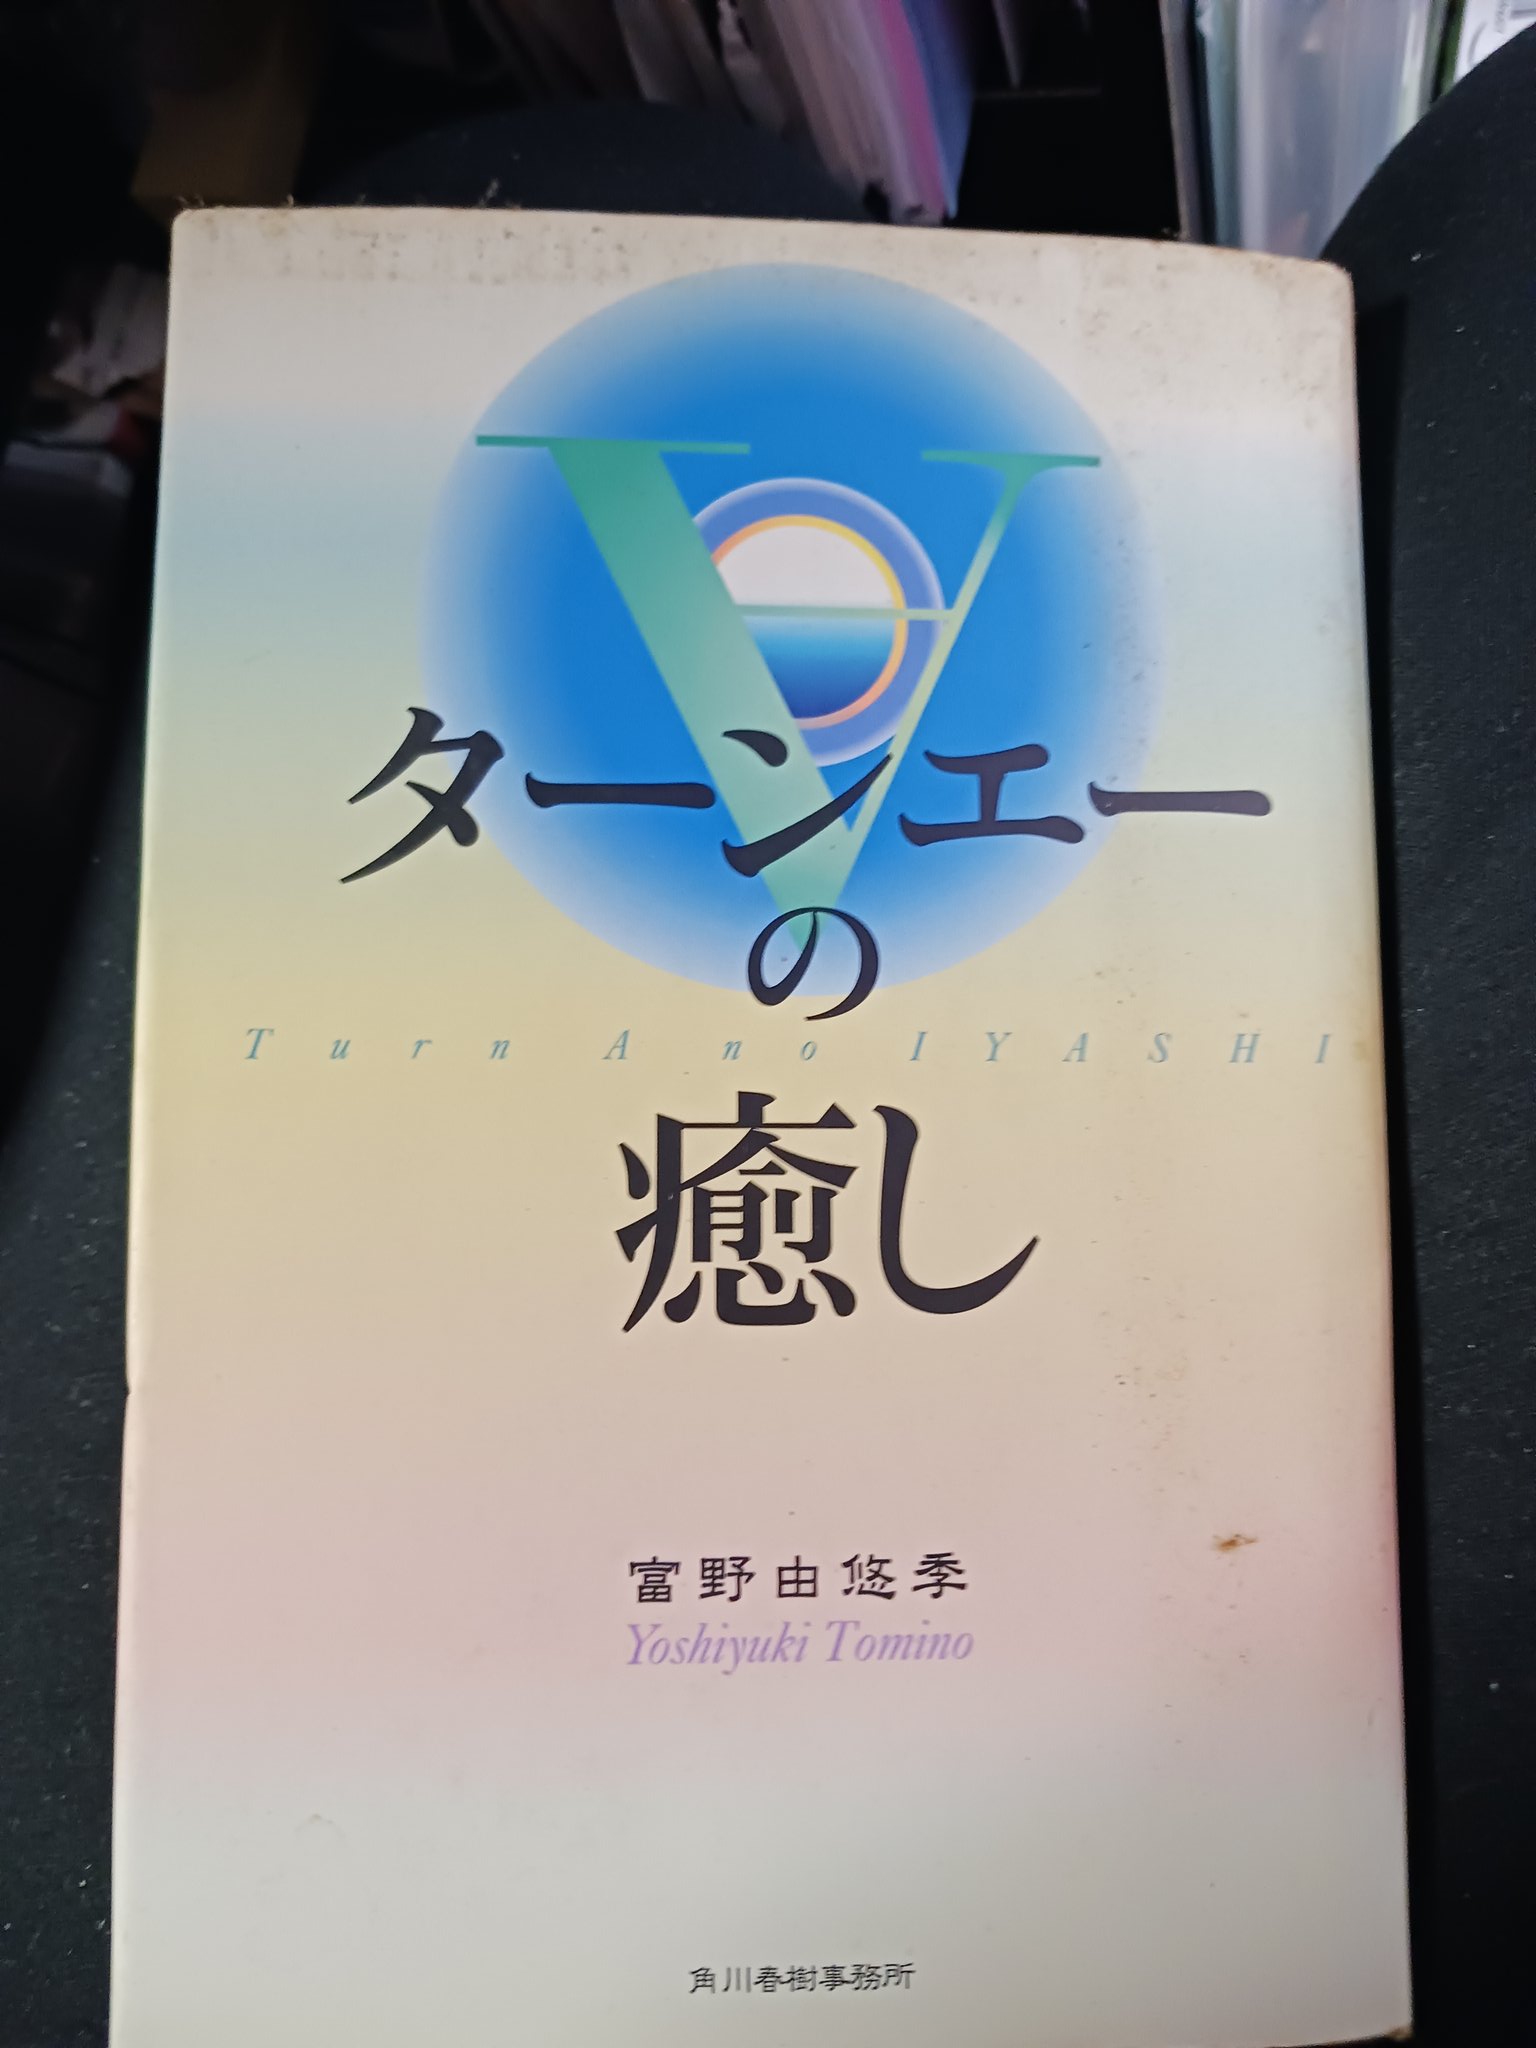 ∀
ターンエー
の
Turn A no IYASHI
癒し
富野由悠季
Yoshiyuki Tomino
角川春樹事務所